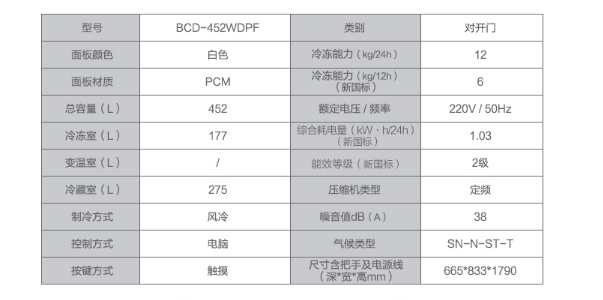 型号 BCD-452WDPF 类别 对开门
面板颜色 白色 冷冻能力（kg/24h） 12
面板材质 PCM 冷冻能力（kg/12h）
（新国标） 6
总容量（L） 452 额定电压 / 频率 220V / 50Hz
冷冻室（L） 177 综合耗电量（kW·h/24h）
（新国标） 1.03
变温室（L） / 能效等级（新国标） 2级
冷藏室（L） 275 压缩机类型 定频
制冷方式 风冷 噪音值dB（A） 38
控制方式 电脑 气候类型 SN-N-ST-T
按键方式 触摸 尺寸含把手及电源线
（深*宽*高mm） 665*833*1790